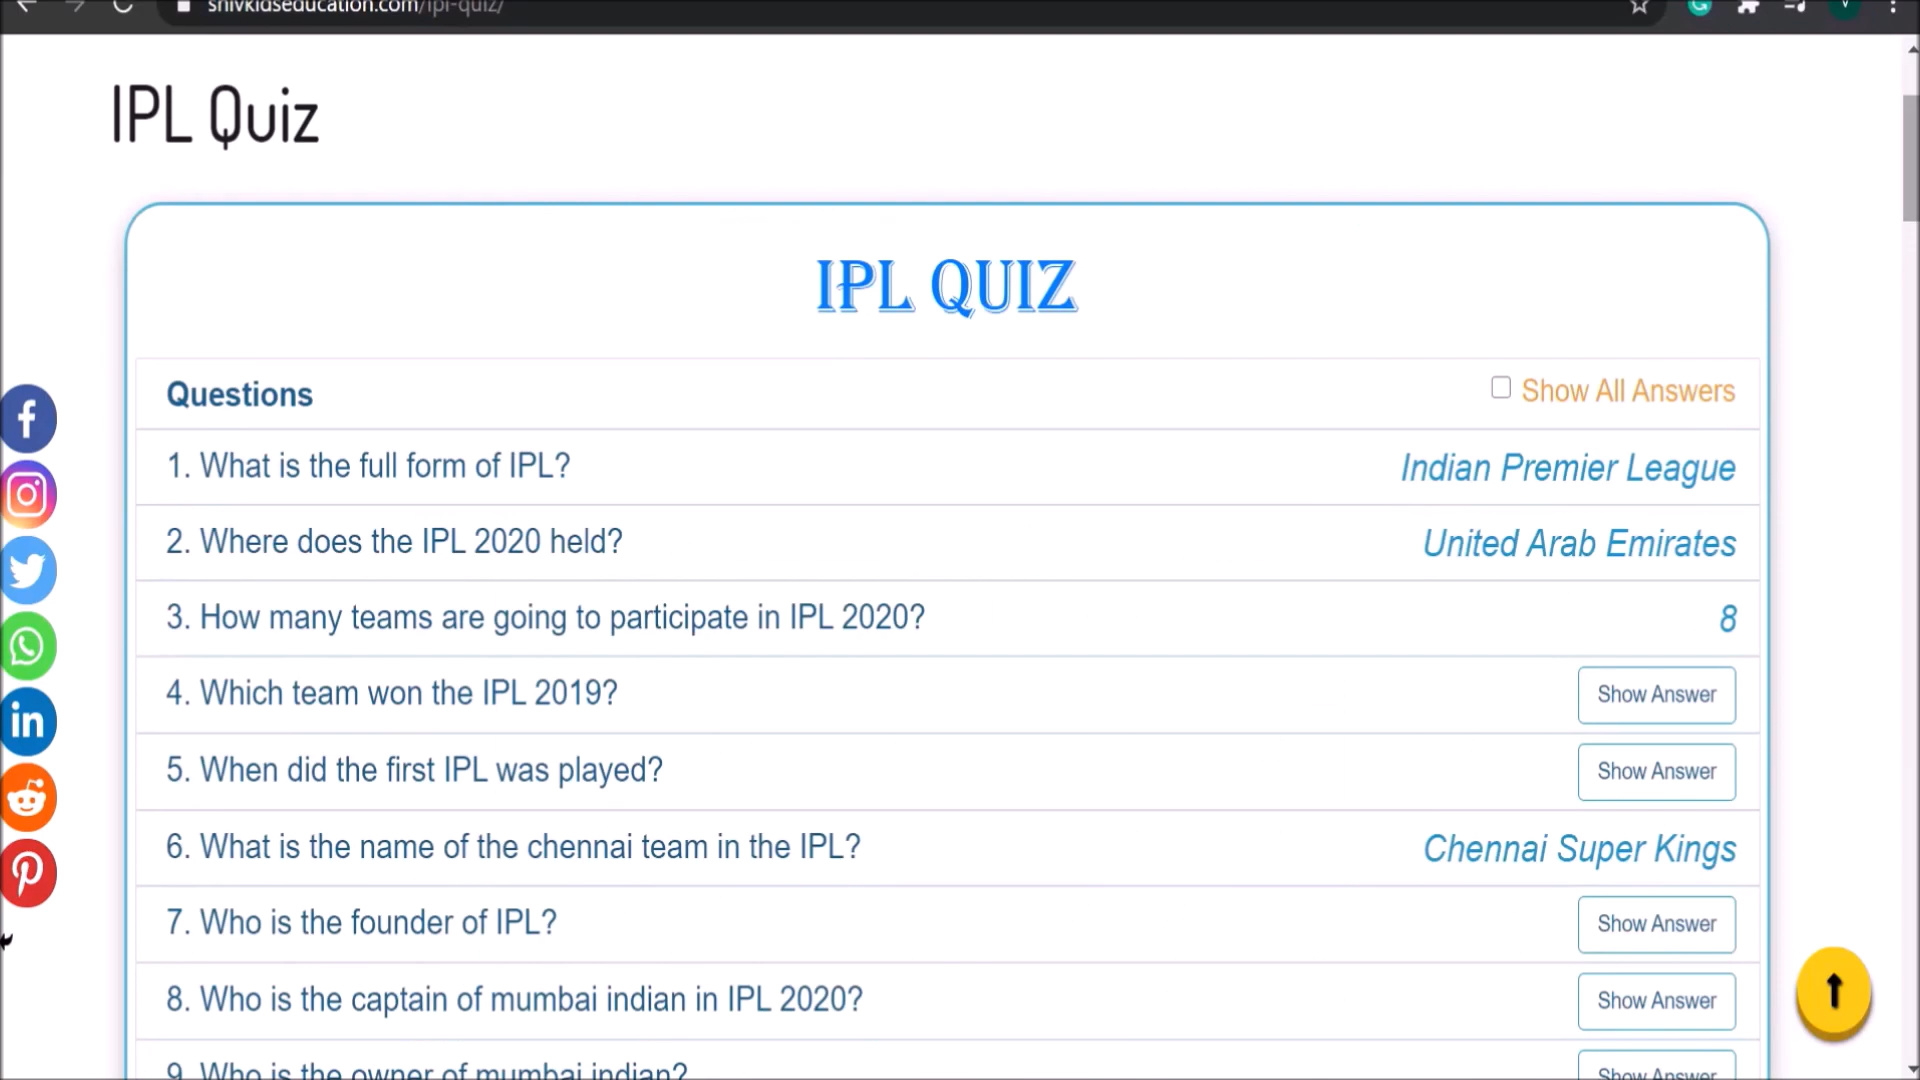 shivkidseducation.com/ipl-quiz/
IPL Quiz
IPL QUIZ
Questions
Show All Answers
1. What is the full form of IPL?
Indian Premier League
2. Where does the IPL 2020 held?
United Arab Emirates
3. How many teams are going to participate in IPL 2020?
8
4. Which team won the IPL 2019?
Show Answer
5. When did the first IPL was played?
Show Answer
6. What is the name of the chennai team in the IPL?
Chennai Super Kings
7. Who is the founder of IPL?
Show Answer
8. Who is the captain of mumbai indian in IPL 2020?
Show Answer
9. Who is the owner of mumbai indian?
Show Answer